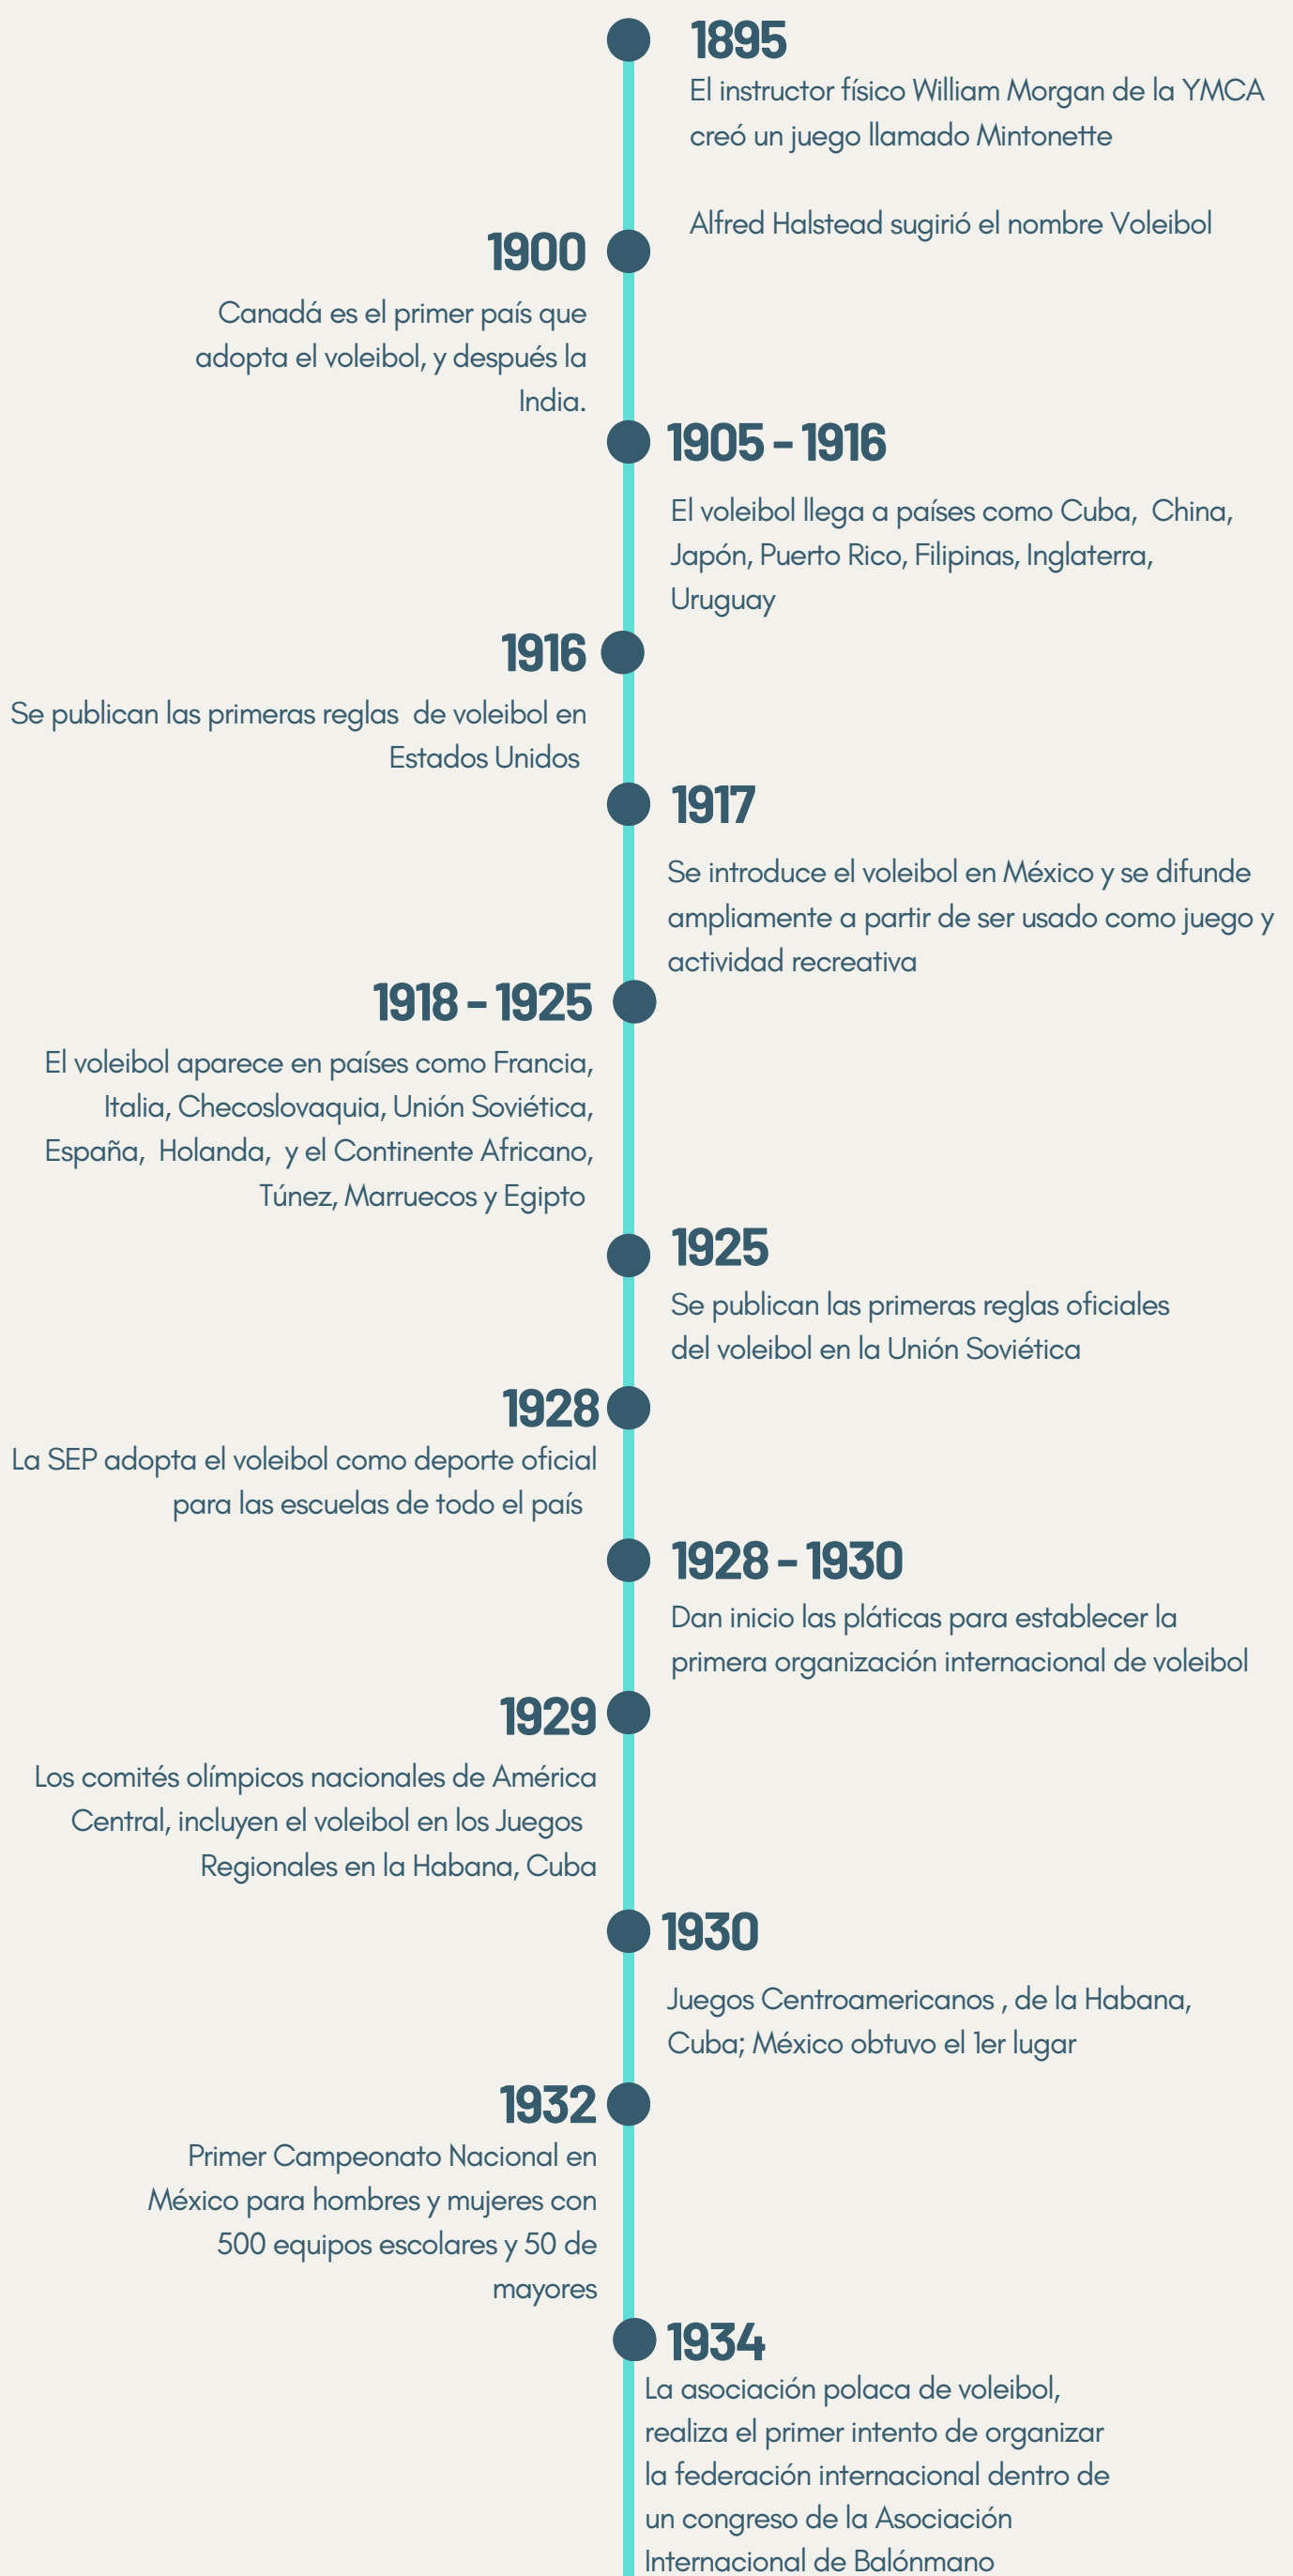 1895
El instructor físico William Morgan de la YMCA
creó un juego llamado Mintonette
Alfred Halstead sugirió el nombre Voleibol
1900
Canadá es el primer país que
adopta el voleibol, y después la
India.
1905 - 1916
El voleibol llega a países como Cuba, China,
Japón, Puerto Rico, Filipinas, Inglaterra,
Uruguay
1916
Se publican las primeras reglas de voleibol en
Estados Unidos
1917
Se introduce el voleibol en México y se difunde
ampliamente a partir de ser usado como juego y
actividad recreativa
1918 - 1925
El voleibol aparece en países como Francia,
Italia, Checoslovaquia, Unión Soviética,
España, Holanda, y el Continente Africano,
Túnez, Marruecos y Egipto
1925
Se publican las primeras reglas oficiales
del voleibol en la Unión Soviética
1928
La SEP adopta el voleibol como deporte oficial
para las escuelas de todo el país
1928 - 1930
Dan inicio las pláticas para establecer la
primera organización internacional de voleibol
1929
Los comités olímpicos nacionales de América
Central, incluyen el voleibol en los Juegos
Regionales en la Habana, Cuba
1930
Juegos Centroamericanos , de la Habana,
Cuba; México obtuvo el 1er lugar
1932
Primer Campeonato Nacional en
México para hombres y mujeres con
500 equipos escolares y 50 de
mayores
1934
La asociación polaca de voleibol,
realiza el primer intento de organizar
la federación internacional dentro de
un congreso de la Asociación
Internacional de Balónmano